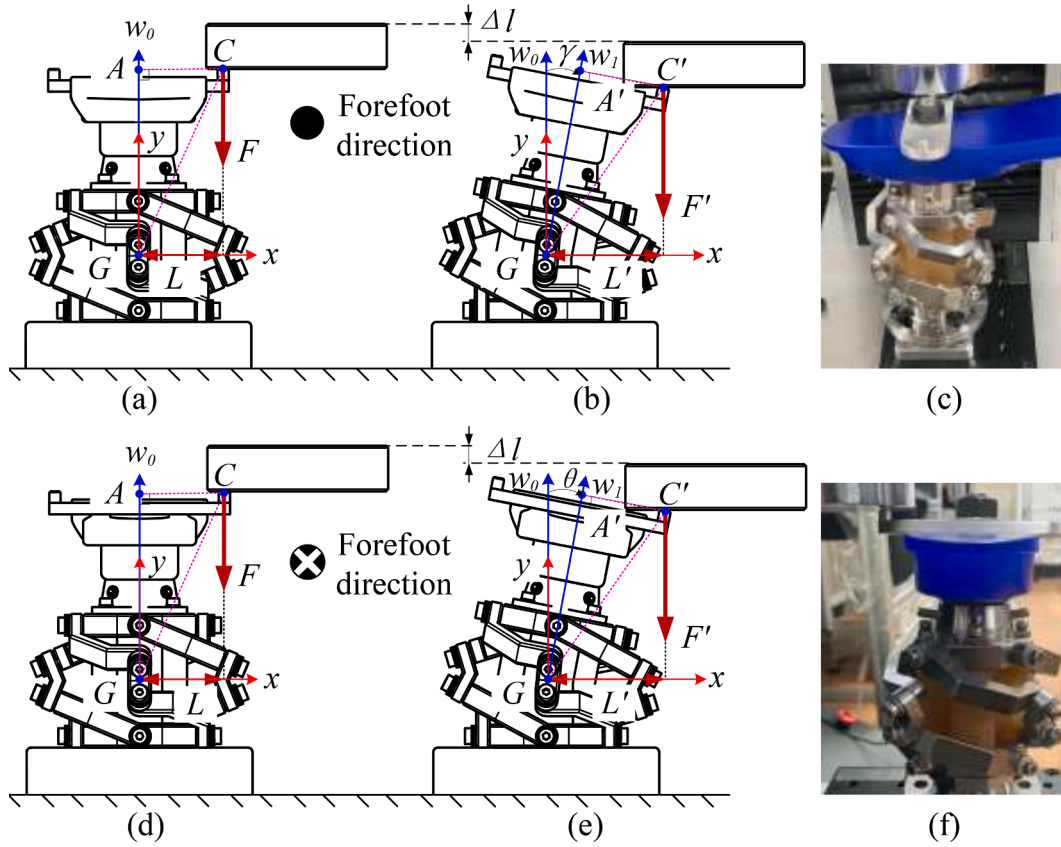 Δl
w₀
A
C
y
F
G
L
x
Forefoot
direction
w₀
γ
w₁
A'
C'
y
F'
G
L'
x
(a)
(b)
(c)
Δl
w₀
A
C
y
F
G
L
x
Forefoot
direction
w₀
θ
w₁
A'
C'
y
F'
G
L'
x
(d)
(e)
(f)